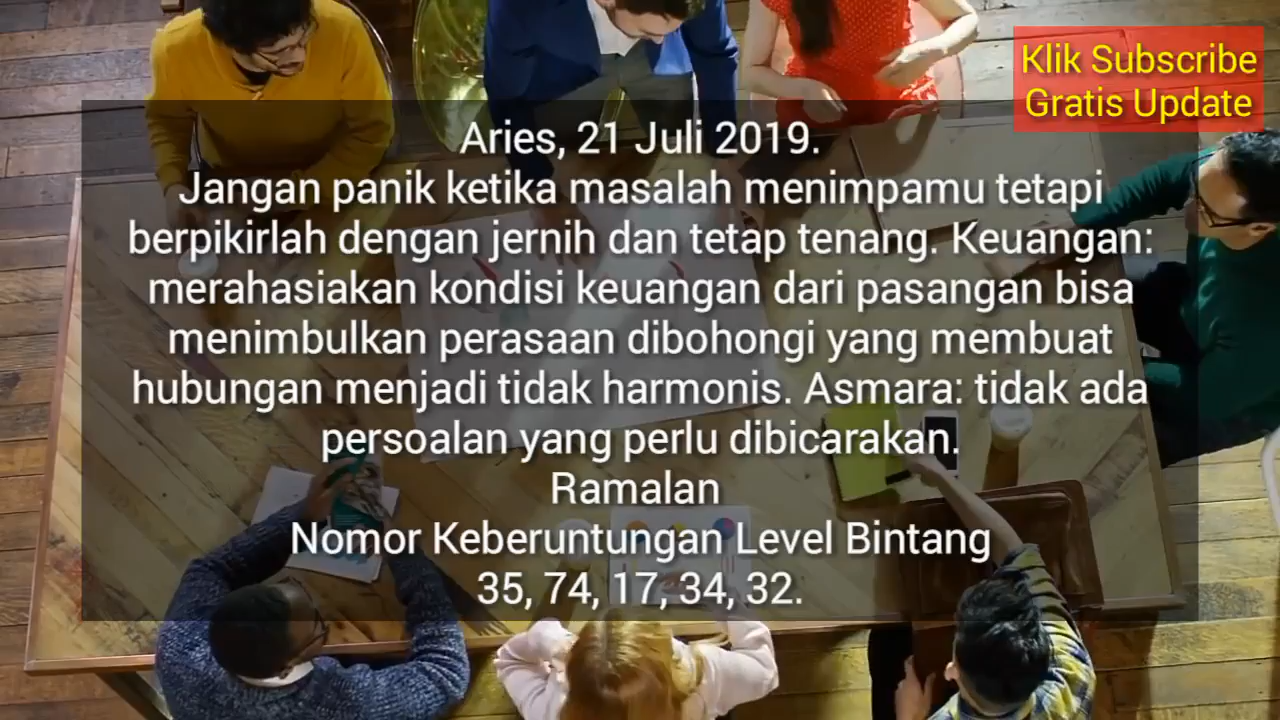 Klik Subscribe
Gratis Update
Aries, 21 Juli 2019.
Jangan panik ketika masalah menimpamu tetapi
berpikirlah dengan jernih dan tetap tenang. Keuangan:
merahasiakan kondisi keuangan dari pasangan bisa
menimbulkan perasaan dibohongi yang membuat
hubungan menjadi tidak harmonis. Asmara: tidak ada
persoalan yang perlu dibicarakan.
Ramalan
Nomor Keberuntungan Level Bintang
35, 74, 17, 34, 32.